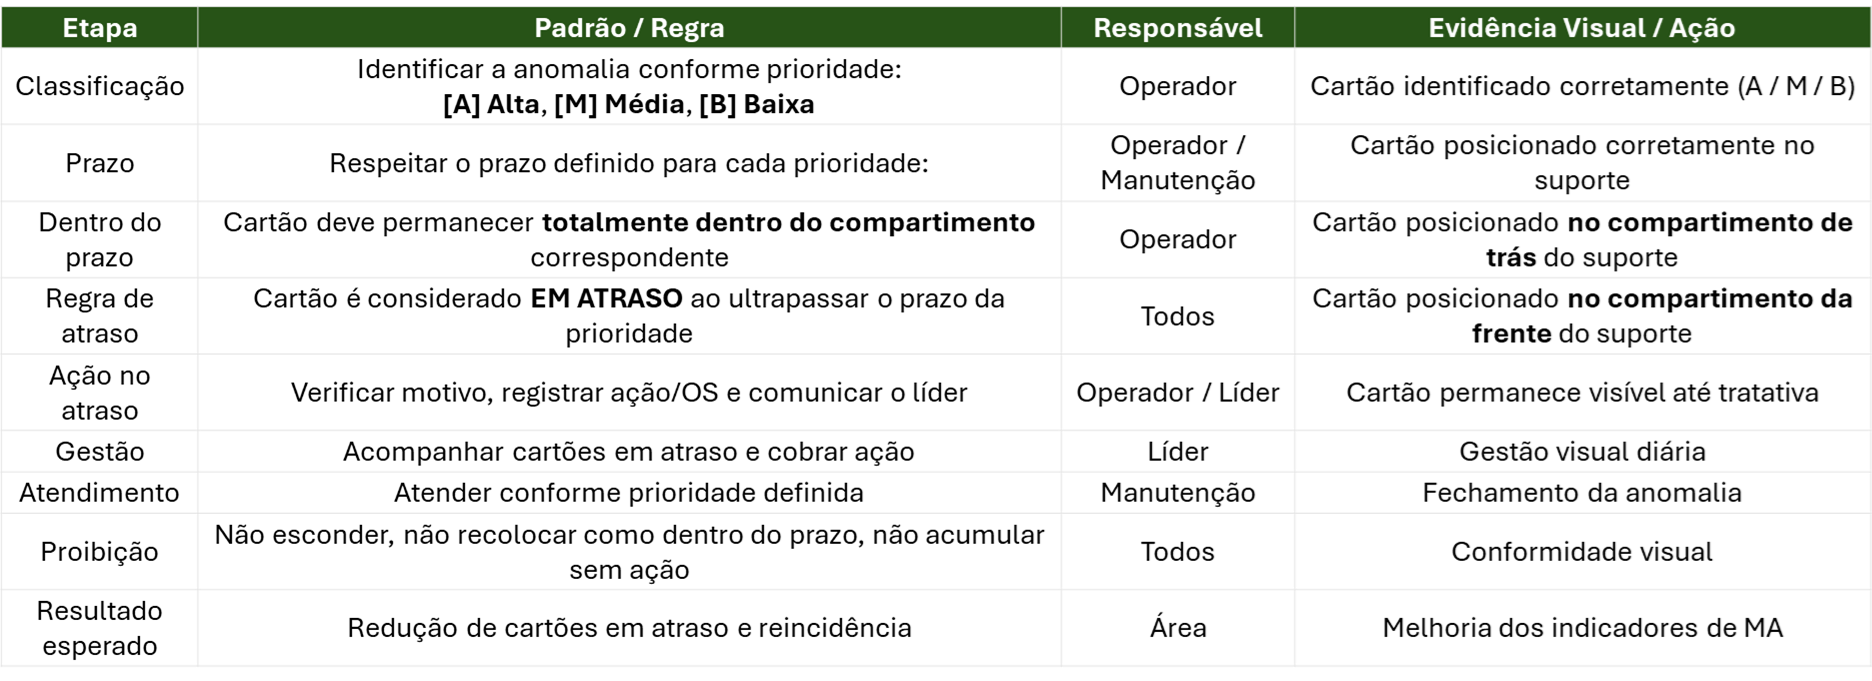 Etapa Padrão / Regra Responsável Evidência Visual / Ação
Classificação
Identificar a anomalia conforme prioridade:
[A] Alta, [M] Média, [B] Baixa
Operador
Cartão identificado corretamente (A / M / B)
Prazo
Respeitar o prazo definido para cada prioridade:
Operador /
Manutenção
Cartão posicionado corretamente no
suporte
Dentro do
prazo
Cartão deve permanecer totalmente dentro do compartimento
correspondente
Operador
Cartão posicionado no compartimento de
trás do suporte
Regra de
atraso
Cartão é considerado EM ATRASO ao ultrapassar o prazo da
prioridade
Todos
Cartão posicionado no compartimento da
frente do suporte
Ação no
atraso
Verificar motivo, registrar ação/OS e comunicar o líder
Operador / Líder
Cartão permanece visível até tratativa
Gestão
Acompanhar cartões em atraso e cobrar ação
Líder
Gestão visual diária
Atendimento
Atender conforme prioridade definida
Manutenção
Fechamento da anomalia
Proibição
Não esconder, não recolocar como dentro do prazo, não acumular
sem ação
Todos
Conformidade visual
Resultado
esperado
Redução de cartões em atraso e reincidência
Área
Melhoria dos indicadores de MA